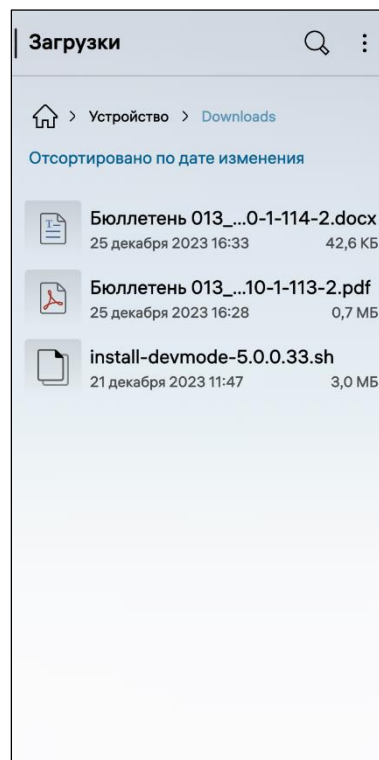 Загрузки
Устройство > Downloads
Отсортировано по дате изменения
Бюллетень 013_...0-1-114-2.docx
25 декабря 2023 16:33 42,6 КБ
Бюллетень 013_...10-1-113-2.pdf
25 декабря 2023 16:28 0,7 МБ
install-devmode-5.0.0.33.sh
21 декабря 2023 11:47 3,0 МБ